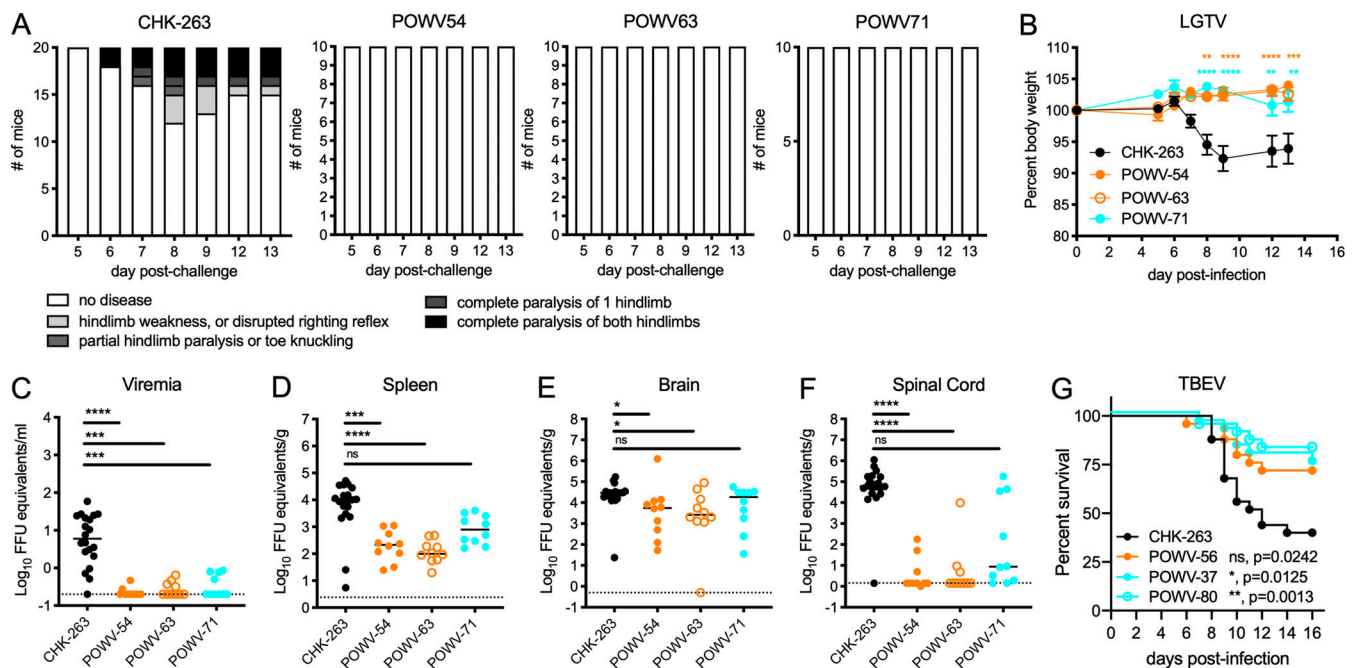 A
CHK-263
POWV54
POWV63
POWV71
# of mice
20
15
10
5
0
5 6 7 8 9 12 13
day post-challenge
# of mice
10
9
8
7
6
5
4
3
2
1
0
5 6 7 8 9 12 13
day post-challenge
# of mice
10
9
8
7
6
5
4
3
2
1
0
5 6 7 8 9 12 13
day post-challenge
# of mice
10
5
0
5 6 7 8 9 12 13
day post-challenge
no disease
hindlimb weakness, or disrupted righting reflex
partial hindlimb paralysis or toe knuckling
complete paralysis of 1 hindlimb
complete paralysis of both hindlimbs
B
LGTV
Percent body weight
110
105
100
95
90
85
80
** **** **** ***
**** **** ** **
CHK-263
POWV-54
POWV-63
POWV-71
0 2 4 6 8 10 12 14 16
day post-infection
C
Viremia
Log10 FFU equivalents/ml
4
3
2
1
0
-1
****
***
***
CHK-263
POWV-54
POWV-63
POWV-71
D
Spleen
Log10 FFU equivalents/g
8
7
6
5
4
3
2
1
0
***
****
ns
CHK-263
POWV-54
POWV-63
POWV-71
E
Brain
Log10 FFU equivalents/g
8
7
6
5
4
3
2
1
0
-1
*
*
ns
CHK-263
POWV-54
POWV-63
POWV-71
F
Spinal Cord
Log10 FFU equivalents/g
8
7
6
5
4
3
2
1
0
-1
****
****
ns
CHK-263
POWV-54
POWV-63
POWV-71
G
TBEV
Percent survival
100
75
50
25
0
CHK-263
POWV-56 ns, p=0.0242
POWV-37 *, p=0.0125
POWV-80 **, p=0.0013
0 2 4 6 8 10 12 14 16
days post-infection